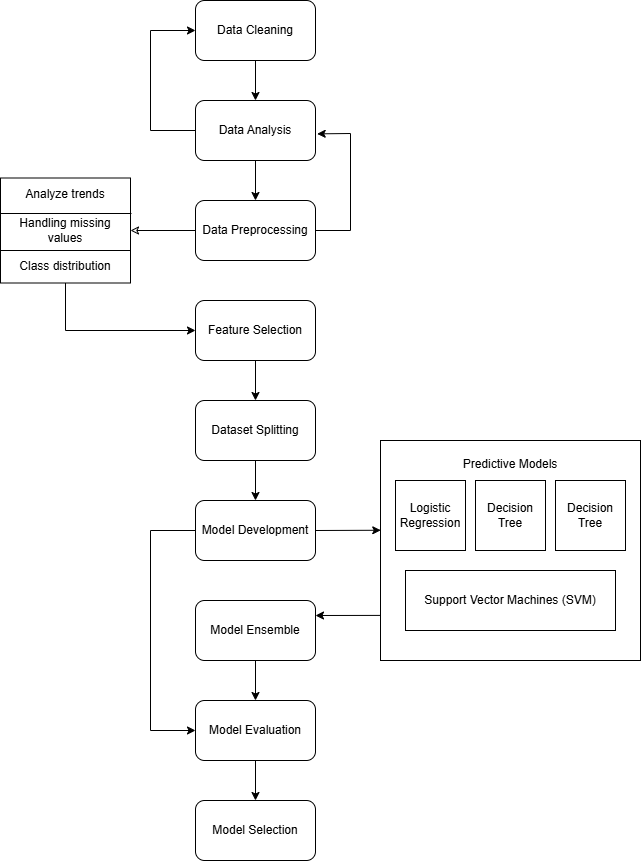 Data Cleaning
Data Analysis
Analyze trends
Handling missing
values
Class distribution
Data Preprocessing
Feature Selection
Dataset Splitting
Model Development
Predictive Models
Logistic
Regression
Decision
Tree
Decision
Tree
Support Vector Machines (SVM)
Model Ensemble
Model Evaluation
Model Selection